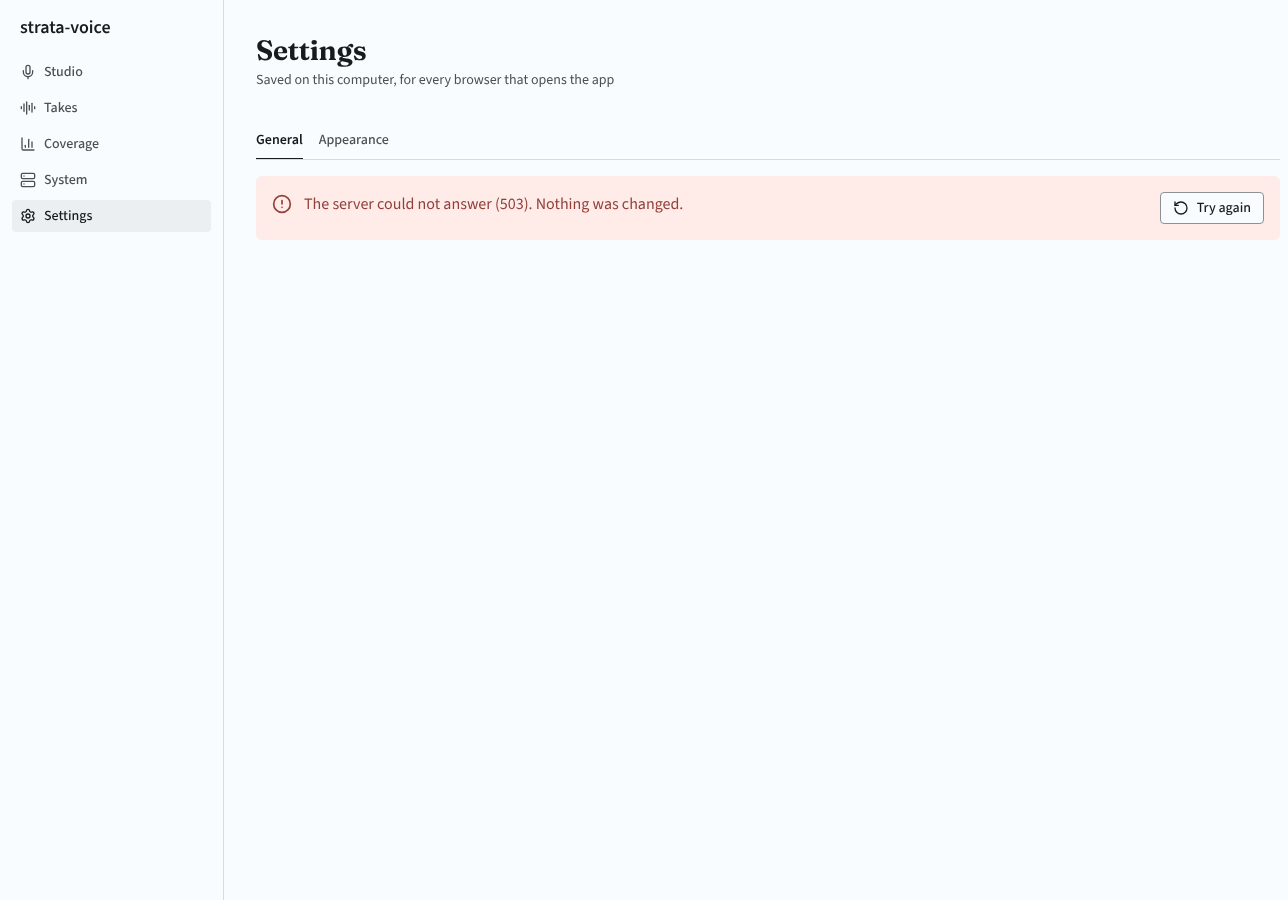 strata-voice
Studio
Takes
Coverage
System
Settings
Settings
Saved on this computer, for every browser that opens the app
General
Appearance
The server could not answer (503). Nothing was changed.
Try again